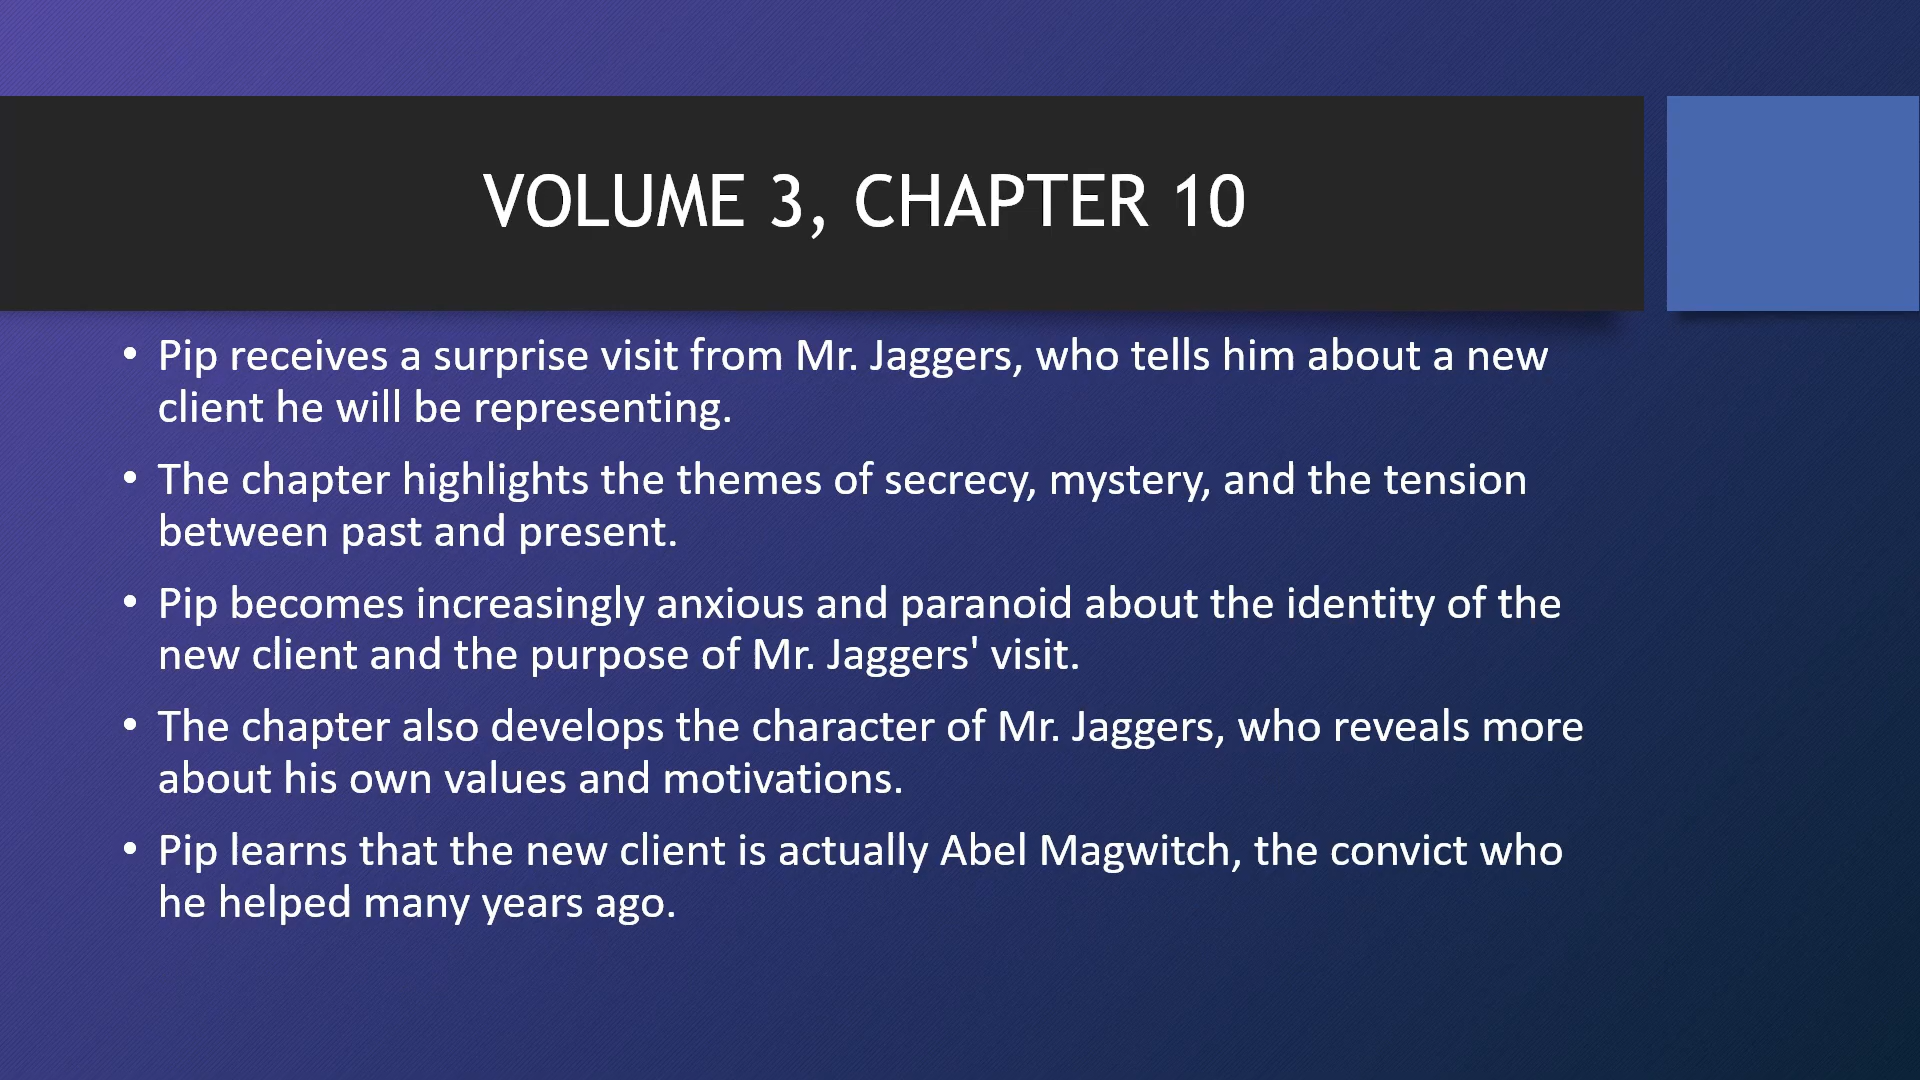 VOLUME 3, CHAPTER 10
• Pip receives a surprise visit from Mr. Jaggers, who tells him about a new
client he will be representing.
• The chapter highlights the themes of secrecy, mystery, and the tension
between past and present.
• Pip becomes increasingly anxious and paranoid about the identity of the
new client and the purpose of Mr. Jaggers' visit.
• The chapter also develops the character of Mr. Jaggers, who reveals more
about his own values and motivations.
• Pip learns that the new client is actually Abel Magwitch, the convict who
he helped many years ago.